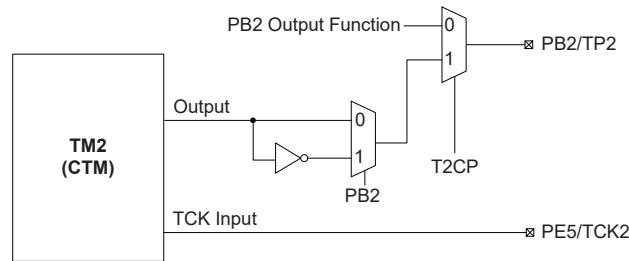 PB2 Output Function
0
1
PB2/TP2
Output
TM2
(CTM)
0
1
PB2
T2CP
TCK Input
PE5/TCK2